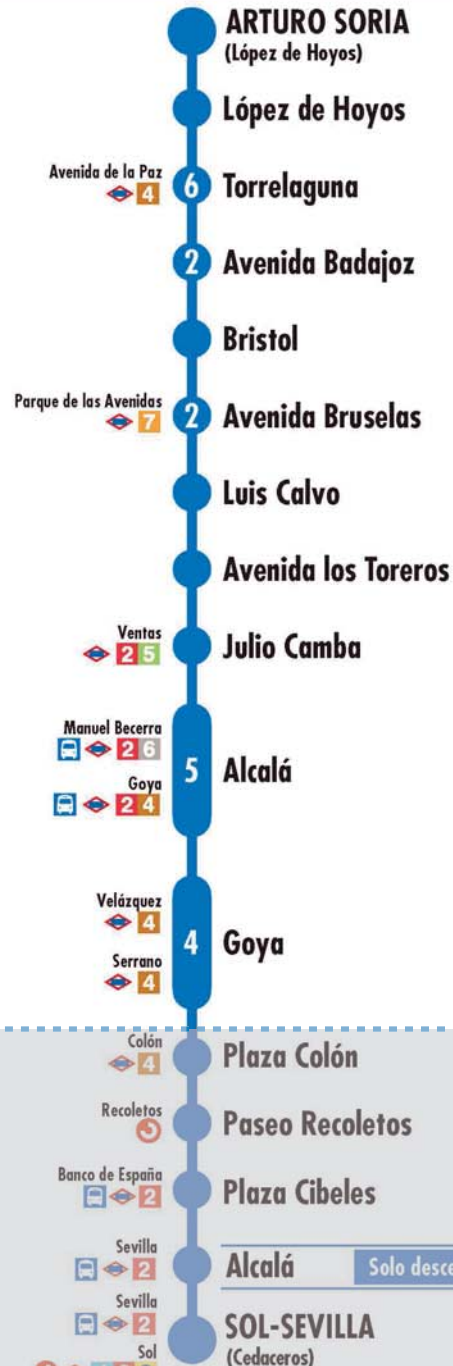 ARTURO SORIA
(López de Hoyos)
López de Hoyos
Avenida de la Paz
4
6
Torrelaguna
2
Avenida Badajoz
Bristol
Parque de las Avenidas
7
2
Avenida Bruselas
Luis Calvo
Avenida los Toreros
Ventas
2 5
Julio Camba
Manuel Becerra
2 6
Goya
2 4
5
Alcalá
Velázquez
4
Serrano
4
4
Goya
Colón
4
Plaza Colón
Recoletos
Paseo Recoletos
Banco de España
2
Plaza Cibeles
Sevilla
2
Alcalá
Solo desce
Sevilla
2
SOL-SEVILLA
(Cedaceros)
Sol